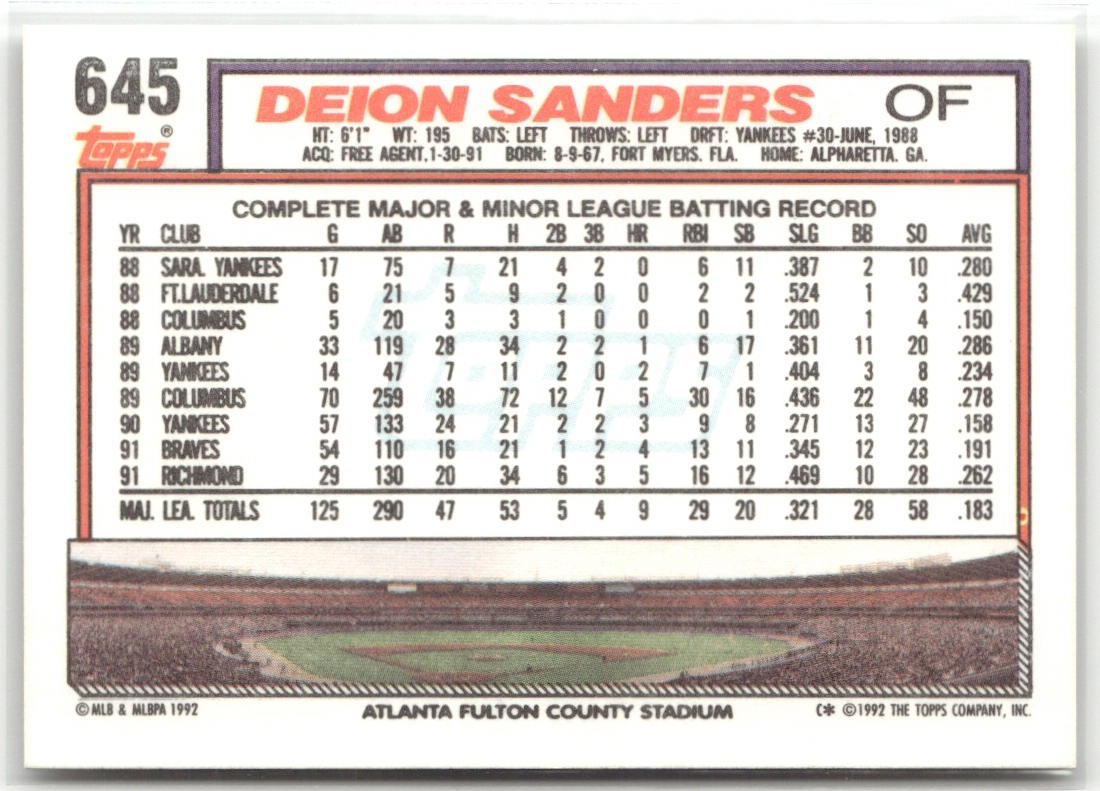 645
Topps®
DEION SANDERS OF
HT: 6'1" WT: 195 BATS: LEFT THROWS: LEFT DRFT: YANKEES #30-JUNE, 1988
ACQ: FREE AGENT,1-30-91 BORN: 8-9-67, FORT MYERS. FLA. HOME: ALPHARETTA. GA.
COMPLETE MAJOR & MINOR LEAGUE BATTING RECORD
YR CLUB G AB R H 2B 3B HR RBI SB SLG BB SO AVG
88 SARA. YANKEES 17 75 7 21 4 2 0 6 11 .387 2 10 .280
88 FT.LAUDERDALE 6 21 5 9 2 0 0 2 2 .524 1 3 .429
88 COLUMBUS 5 20 3 3 1 0 0 0 1 .200 1 4 .150
89 ALBANY 33 119 28 34 2 2 1 6 17 .361 11 20 .286
89 YANKEES 14 47 7 11 2 0 2 7 1 .404 3 8 .234
89 COLUMBUS 70 259 38 72 12 7 5 30 16 .436 22 48 .278
90 YANKEES 57 133 24 21 2 2 3 9 8 .271 13 27 .158
91 BRAVES 54 110 16 21 1 2 4 13 11 .345 12 23 .191
91 RICHMOND 29 130 20 34 6 3 5 16 12 .469 10 28 .262
MAJ. LEA. TOTALS 125 290 47 53 5 4 9 29 20 .321 28 58 .183
Topps
©MLB & MLBPA 1992 ATLANTA FULTON COUNTY STADIUM C* ©1992 THE TOPPS COMPANY, INC.